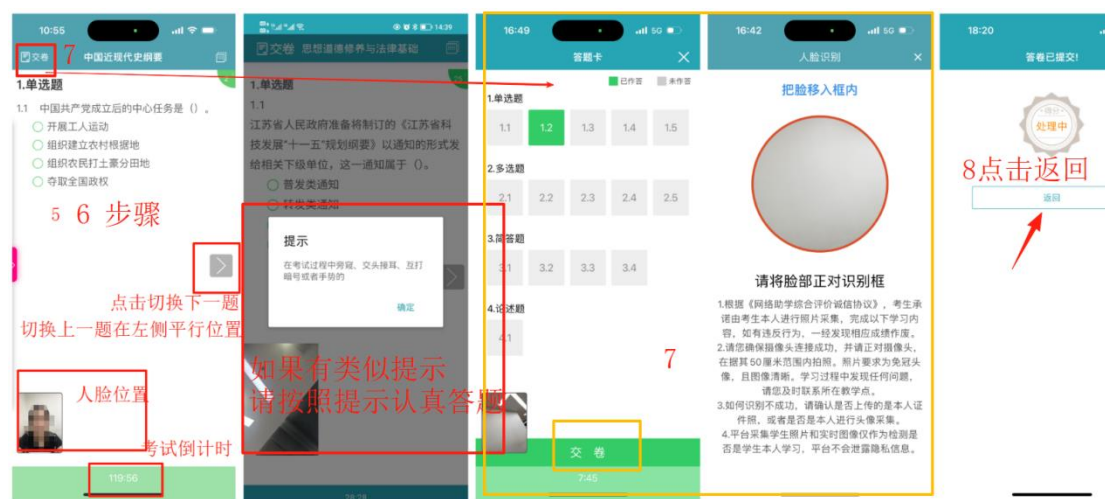 10:55
交卷
7
中国近现代史纲要
1.单选题
1.1 中国共产党成立后的中心任务是（）。
开展工人运动
组织建立农村根据地
组织农民打土豪分田地
夺取全国政权
5 6 步骤
点击切换下一题
切换上一题在左侧平行位置
人脸位置
考试倒计时
119:56
14:39
交卷 思想道德修养与法律基础
1.单选题
1.1
江苏省人民政府准备将制订的《江苏省科
技发展"十一五"规划纲要》以通知的形式发
给相关下级单位，这一通知属于（）。
普发类通知
转发类通知
提示
在考试过程中旁窥、交头接耳、互打
暗号或者手势的
确定
如果有类似提示
请按照提示认真答题
16:49
5G
答题卡
已作答
未作答
1.单选题
1.1 1.2 1.3 1.4 1.5
2.多选题
2.1 2.2 2.3 2.4 2.5
3.简答题
3.1 3.2 3.3 3.4
4.论述题
4.1
7
交 卷
7:45
16:42
5G
人脸识别
把脸移入框内
请将脸部正对识别框
1.根据《网络助学综合评价诚信协议》，考生承
诺由考生本人进行照片采集，完成以下学习内
容，如有违反行为，一经发现相应成绩作废。
2.请您确保摄像头连接成功，并请正对摄像头，
在据其50厘米范围内拍照。照片要求为免冠头
像，且图像清晰。学习过程中发现任何问题，
请您及时联系所在教学点。
3.如何识别不成功，请确认是否上传的是本人证
件照，或者是否是本人进行头像采集。
4.平台采集学生照片和实时图像仅作为检测是
否是学生本人学习，平台不会泄露隐私信息。
18:20
答卷已提交!
处理中
8点击返回
返回